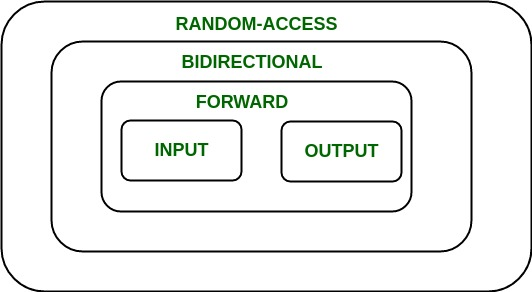 RANDOM-ACCESS
BIDIRECTIONAL
FORWARD
INPUT
OUTPUT